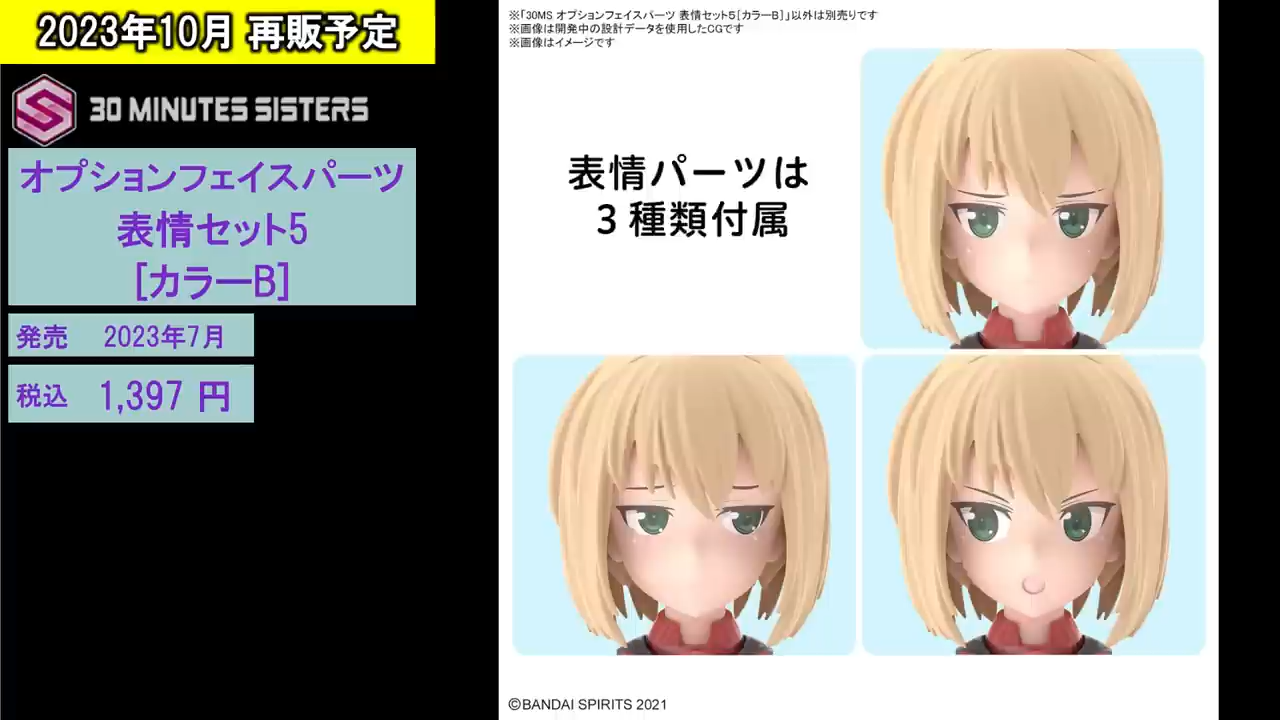 2023年10月 再販予定
30 MINUTES SISTERS
オプションフェイスパーツ
表情セット5
[カラーB]
発売 2023年7月
税込 1,397 円
※「30MS オプションフェイスパーツ 表情セット5[カラーB]」以外は別売りです
※画像は開発中の設計データを使用したCGです
※画像はイメージです
表情パーツは
3種類付属
©BANDAI SPIRITS 2021